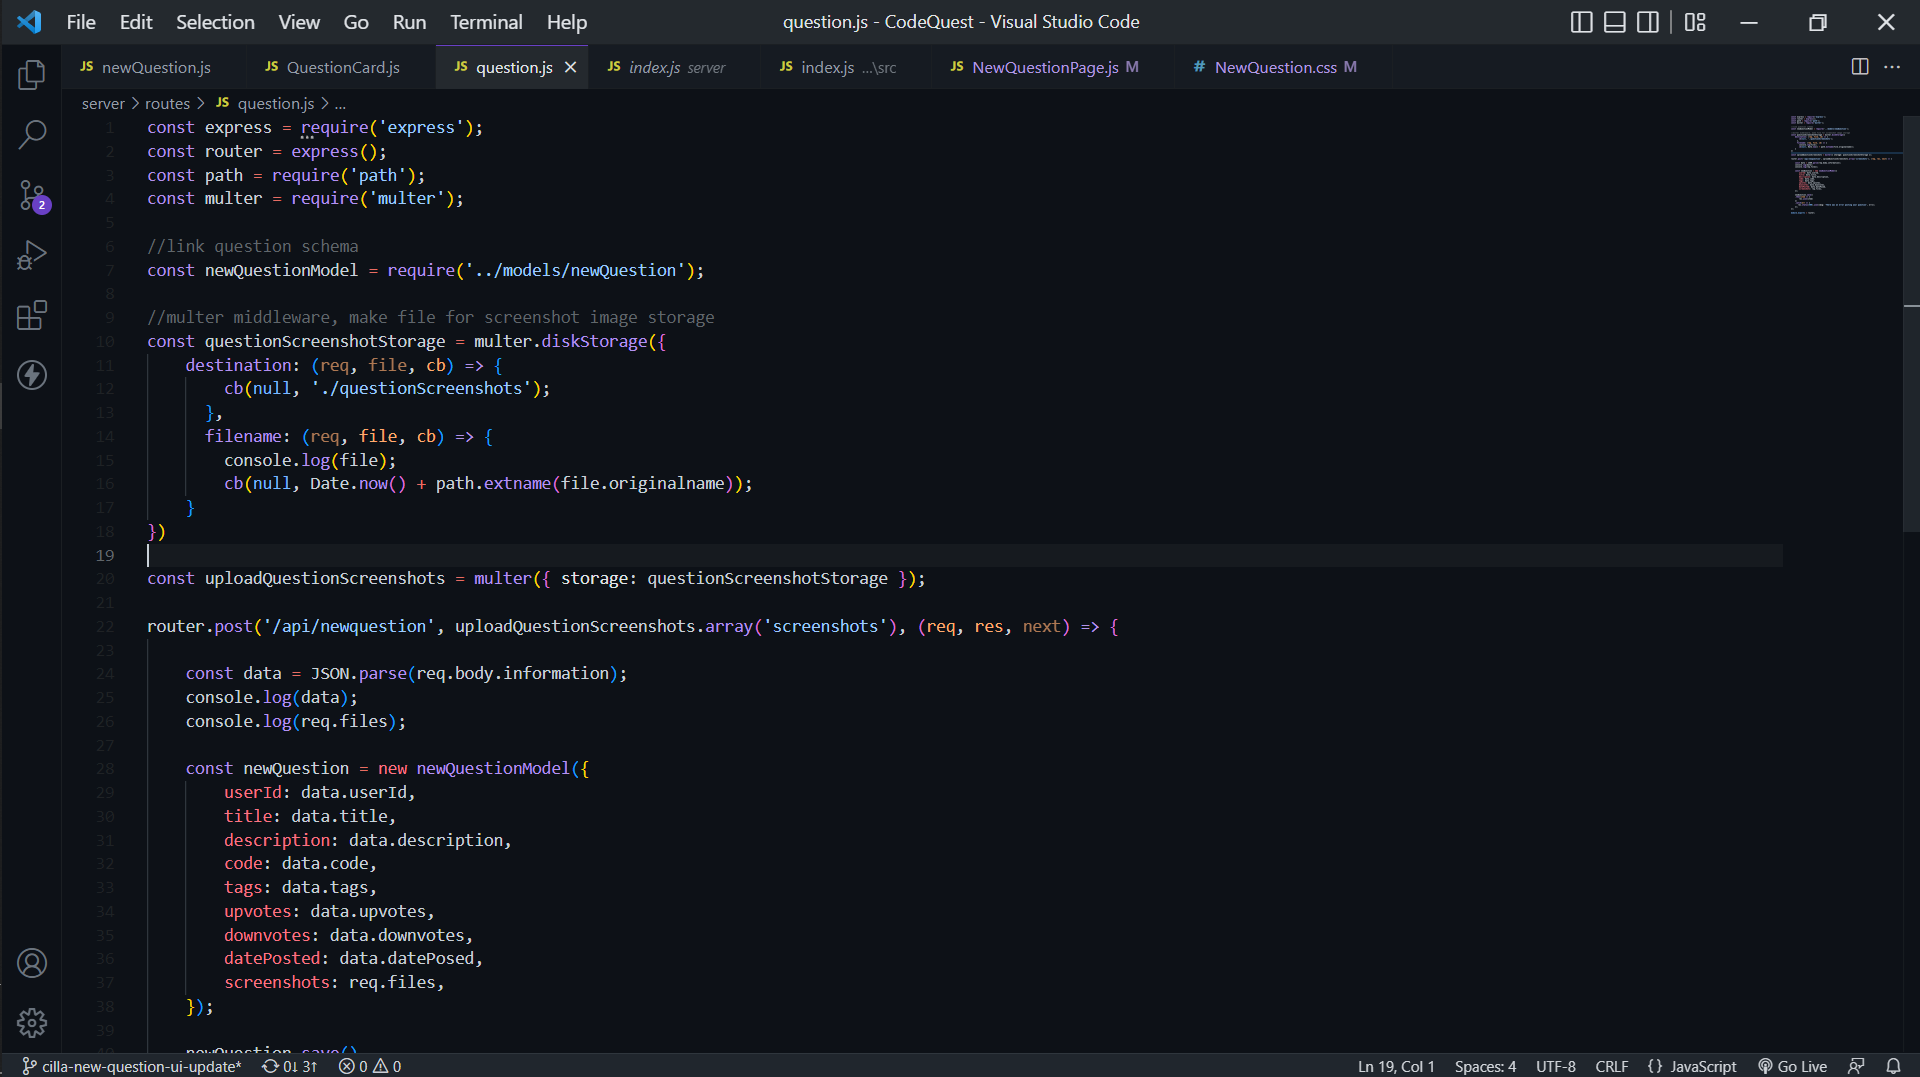 File Edit Selection View Go Run Terminal Help
question.js - CodeQuest - Visual Studio Code
JS newQuestion.js JS QuestionCard.js JS question.js JS index.js server JS index.js ...\src JS NewQuestionPage.js M # NewQuestion.css M
server > routes > JS question.js > ...
1 const express = require('express');
2 const router = express();
3 const path = require('path');
4 const multer = require('multer');
5
6 //link question schema
7 const newQuestionModel = require('../models/newQuestion');
8
9 //multer middleware, make file for screenshot image storage
10 const questionScreenshotStorage = multer.diskStorage({
11 destination: (req, file, cb) => {
12 cb(null, './questionScreenshots');
13 },
14 filename: (req, file, cb) => {
15 console.log(file);
16 cb(null, Date.now() + path.extname(file.originalname));
17 }
18 })
19
20 const uploadQuestionScreenshots = multer({ storage: questionScreenshotStorage });
21
22 router.post('/api/newquestion', uploadQuestionScreenshots.array('screenshots'), (req, res, next) => {
23
24 const data = JSON.parse(req.body.information);
25 console.log(data);
26 console.log(req.files);
27
28 const newQuestion = new newQuestionModel({
29 userId: data.userId,
30 title: data.title,
31 description: data.description,
32 code: data.code,
33 tags: data.tags,
34 upvotes: data.upvotes,
35 downvotes: data.downvotes,
36 datePosted: data.datePosed,
37 screenshots: req.files,
38 });
39
40 newQuestion.save()
2
cilla-new-question-ui-update* 0↓ 3↑ 0 0 Ln 19, Col 1 Spaces: 4 UTF-8 CRLF {} JavaScript Go Live